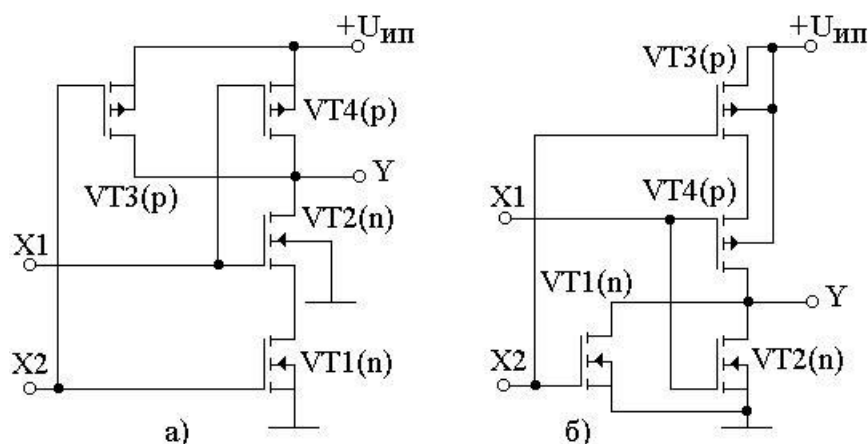 +Uип
VT4(p)
VT3(p)
Y
VT2(n)
X1
X2
VT1(n)
а)
+Uип
VT3(p)
VT4(p)
X1
VT1(n)
Y
X2
VT2(n)
б)